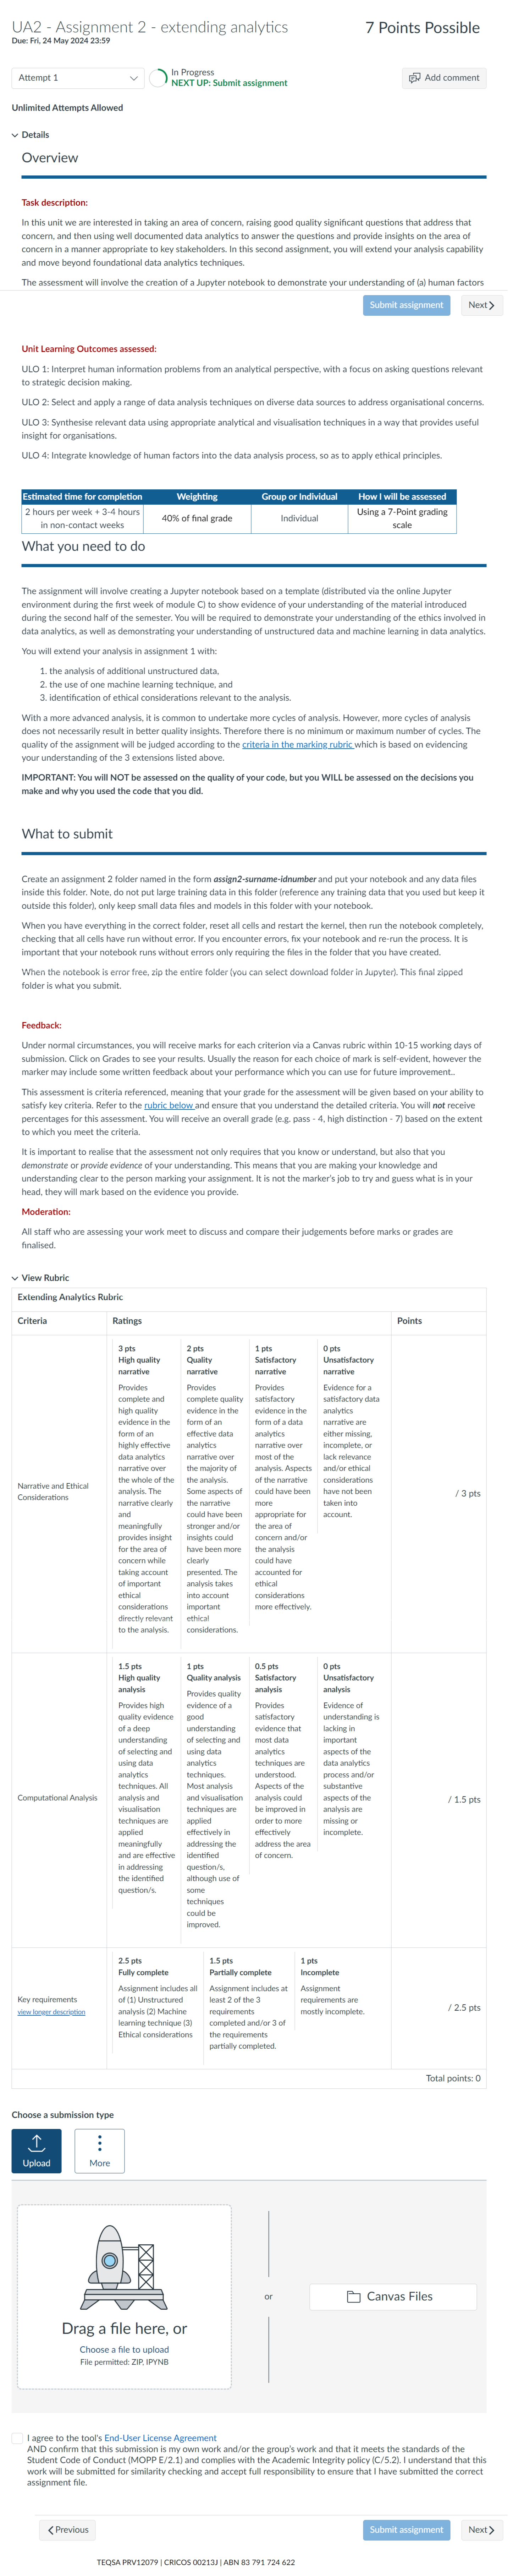 UA2 - Assignment 2 - extending analytics
7 Points Possible
Due: Fri, 24 May 2024 23:59
Attempt 1
In Progress
NEXT UP: Submit assignment
Add comment
Unlimited Attempts Allowed
Details
Overview
Task description:
In this unit we are interested in taking an area of concern, raising good quality significant questions that address that
concern, and then using well documented data analytics to answer the questions and provide insights on the area of
concern in a manner appropriate to key stakeholders. In this second assignment, you will extend your analysis capability
and move beyond foundational data analytics techniques.
The assessment will involve the creation of a Jupyter notebook to demonstrate your understanding of (a) human factors
Submit assignment
Next
Unit Learning Outcomes assessed:
ULO 1: Interpret human information problems from an analytical perspective, with a focus on asking questions relevant
to strategic decision making.
ULO 2: Select and apply a range of data analysis techniques on diverse data sources to address organisational concerns.
ULO 3: Synthesise relevant data using appropriate analytical and visualisation techniques in a way that provides useful
insight for organisations.
ULO 4: Integrate knowledge of human factors into the data analysis process, so as to apply ethical principles.
Estimated time for completion
Weighting
Group or Individual
How I will be assessed
2 hours per week + 3-4 hours
in non-contact weeks
40% of final grade
Individual
Using a 7-Point grading
scale
What you need to do
The assignment will involve creating a Jupyter notebook based on a template (distributed via the online Jupyter
environment during the first week of module C) to show evidence of your understanding of the material introduced
during the second half of the semester. You will be required to demonstrate your understanding of the ethics involved in
data analytics, as well as demonstrating your understanding of unstructured data and machine learning in data analytics.
You will extend your analysis in assignment 1 with:
1. the analysis of additional unstructured data,
2. the use of one machine learning technique, and
3. identification of ethical considerations relevant to the analysis.
With a more advanced analysis, it is common to undertake more cycles of analysis. However, more cycles of analysis
does not necessarily result in better quality insights. Therefore there is no minimum or maximum number of cycles. The
quality of the assignment will be judged according to the criteria in the marking rubric which is based on evidencing
your understanding of the 3 extensions listed above.
IMPORTANT: You will NOT be assessed on the quality of your code, but you WILL be assessed on the decisions you
make and why you used the code that you did.
What to submit
Create an assignment 2 folder named in the form assign2-surname-idnumber and put your notebook and any data files
inside this folder. Note, do not put large training data in this folder (reference any training data that you used but keep it
outside this folder), only keep small data files and models in this folder with your notebook.
When you have everything in the correct folder, reset all cells and restart the kernel, then run the notebook completely,
checking that all cells have run without error. If you encounter errors, fix your notebook and re-run the process. It is
important that your notebook runs without errors only requiring the files in the folder that you have created.
When the notebook is error free, zip the entire folder (you can select download folder in Jupyter). This final zipped
folder is what you submit.
Feedback:
Under normal circumstances, you will receive marks for each criterion via a Canvas rubric within 10-15 working days of
submission. Click on Grades to see your results. Usually the reason for each choice of mark is self-evident, however the
marker may include some written feedback about your performance which you can use for future improvement..
This assessment is criteria referenced, meaning that your grade for the assessment will be given based on your ability to
satisfy key criteria. Refer to the rubric below and ensure that you understand the detailed criteria. You will not receive
percentages for this assessment. You will receive an overall grade (e.g. pass - 4, high distinction - 7) based on the extent
to which you meet the criteria.
It is important to realise that the assessment not only requires that you know or understand, but also that you
demonstrate or provide evidence of your understanding. This means that you are making your knowledge and
understanding clear to the person marking your assignment. It is not the marker's job to try and guess what is in your
head, they will mark based on the evidence you provide.
Moderation:
All staff who are assessing your work meet to discuss and compare their judgements before marks or grades are
finalised.
View Rubric
Extending Analytics Rubric
Criteria
Ratings
Points
Narrative and Ethical
Considerations
3 pts
High quality
narrative
Provides
complete and
high quality
evidence in the
form of an
highly effective
data analytics
narrative over
the whole of the
analysis. The
narrative clearly
and
meaningfully
provides insight
for the area of
concern while
taking account
of important
ethical
considerations
directly relevant
to the analysis.
2 pts
Quality
narrative
Provides
complete quality
evidence in the
form of an
effective data
analytics
narrative over
the majority of
the analysis.
Some aspects of
the narrative
could have been
stronger and/or
insights could
have been more
clearly
presented. The
analysis takes
into account
important
ethical
considerations.
1 pts
Satisfactory
narrative
Provides
satisfactory
evidence in the
form of a data
analytics
narrative over
most of the
analysis. Aspects
of the narrative
could have been
more
appropriate for
the area of
concern and/or
the analysis
could have
accounted for
ethical
considerations
more effectively.
0 pts
Unsatisfactory
narrative
Evidence for a
satisfactory data
analytics
narrative are
either missing,
incomplete, or
lack relevance
and/or ethical
considerations
have not been
taken into
account.
/ 3 pts
Computational Analysis
1.5 pts
High quality
analysis
Provides high
quality evidence
of a deep
understanding
of selecting and
using data
analytics
techniques. All
analysis and
visualisation
techniques are
applied
meaningfully
and are effective
in addressing
the identified
question/s.
1 pts
Quality analysis
Provides quality
evidence of a
good
understanding
of selecting and
using data
analytics
techniques.
Most analysis
and visualisation
techniques are
applied
effectively in
addressing the
identified
question/s,
although use of
some
techniques
could be
improved.
0.5 pts
Satisfactory
analysis
Provides
satisfactory
evidence that
most data
analytics
techniques are
understood.
Aspects of the
analysis could
be improved in
order to more
effectively
address the area
of concern.
0 pts
Unsatisfactory
analysis
Evidence of
understanding is
lacking in
important
aspects of the
data analytics
process and/or
substantive
aspects of the
analysis are
missing or
incomplete.
/ 1.5 pts
Key requirements
view longer description
2.5 pts
Fully complete
Assignment includes all
of (1) Unstructured
analysis (2) Machine
learning technique (3)
Ethical considerations
1.5 pts
Partially complete
Assignment includes at
least 2 of the 3
requirements
completed and/or 3 of
the requirements
partially completed.
1 pts
Incomplete
Assignment
requirements are
mostly incomplete.
/ 2.5 pts
Total points: 0
Choose a submission type
Upload
More
Drag a file here, or
Choose a file to upload
File permitted: ZIP, IPYNB
or
Canvas Files
I agree to the tool's End-User License Agreement
AND confirm that this submission is my own work and/or the group's work and that it meets the standards of the
Student Code of Conduct (MOPP E/2.1) and complies with the Academic Integrity policy (C/5.2). I understand that this
work will be submitted for similarity checking and accept full responsibility to ensure that I have submitted the correct
assignment file.
Previous
Submit assignment
Next
TEQSA PRV12079 | CRICOS 00213J | ABN 83 791 724 622